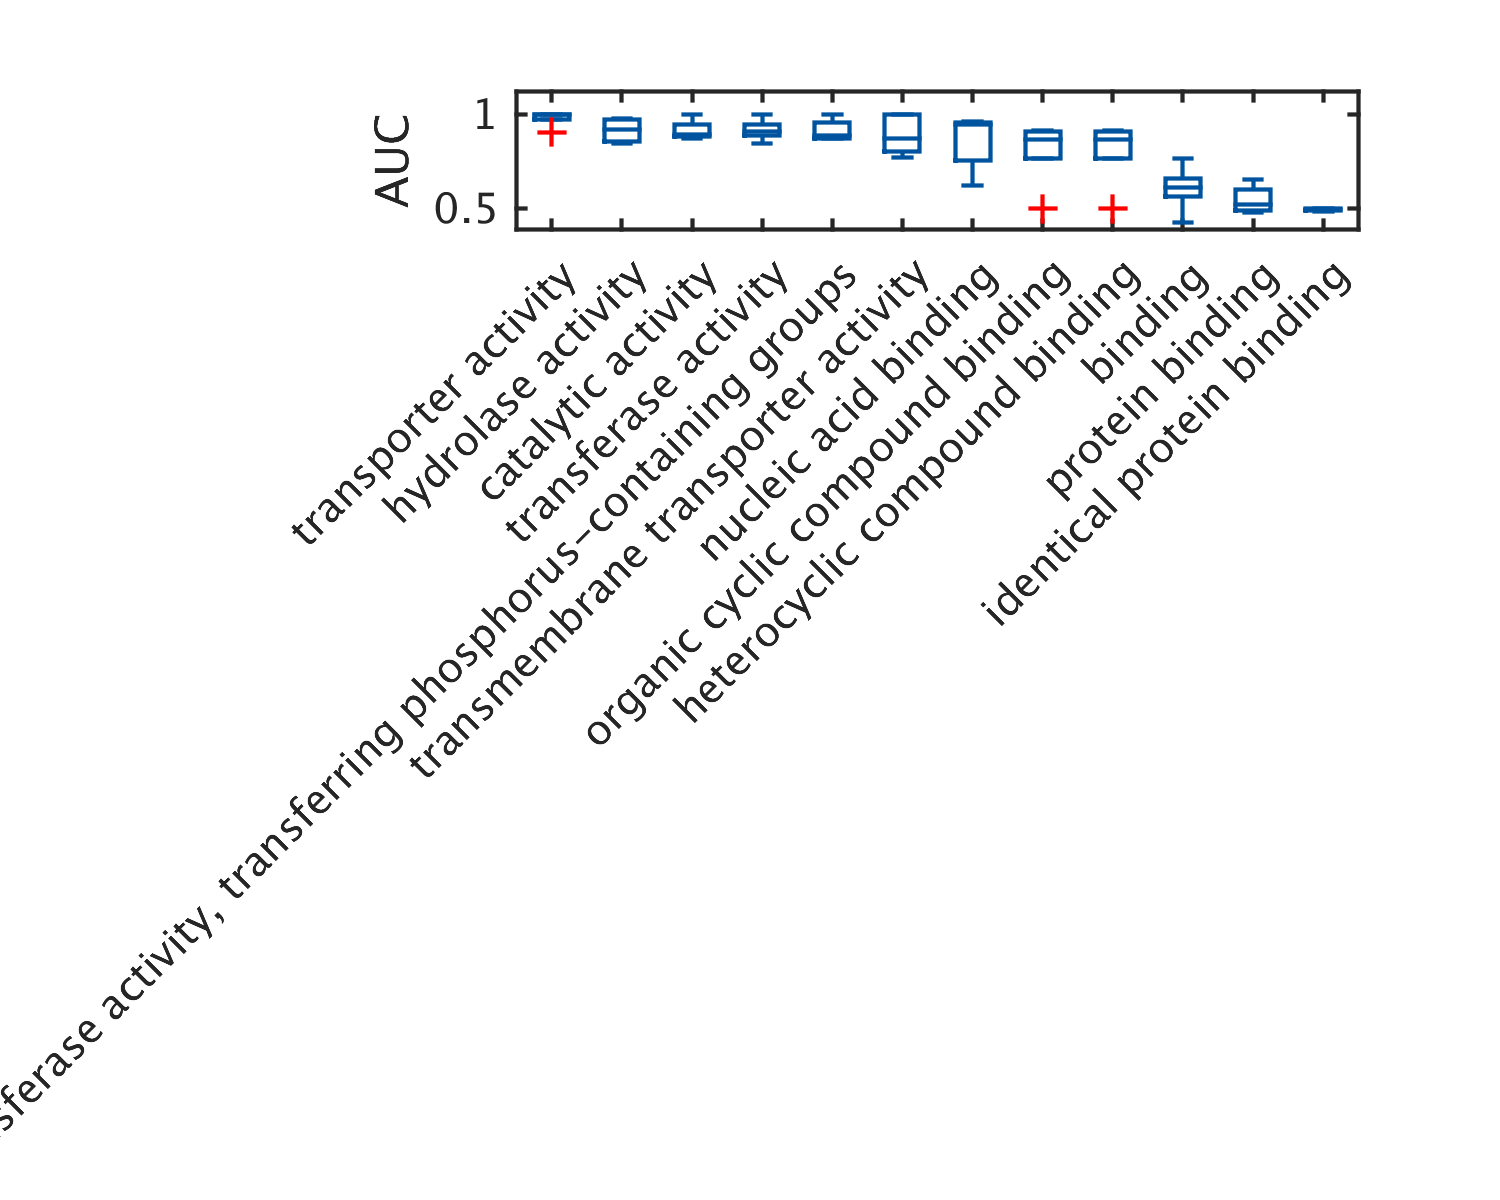 AUC
1
0.5
transporter activity
hydrolase activity
catalytic activity
transferase activity
activity, transferring phosphorus-containing groups
transmembrane transporter activity
nucleic acid binding
organic cyclic compound binding
heterocyclic compound binding
binding
protein binding
identical protein binding